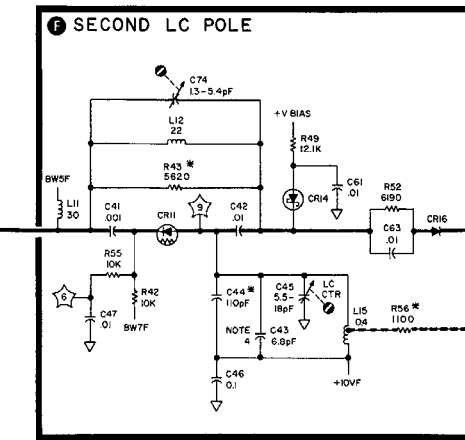 F SECOND LC POLE
C74
1.3-5.4pF
L12
22
R43 *
5620
+V BIAS
R49
12.1K
BW5F
L11
30
C41
.001
CR11
9
C42
.01
CR14
C61
.01
R52
6190
C63
.01
CR16
R55
10K
6
C47
.01
R42
10K
BW7F
C44 *
110pF
NOTE
4
C43
6.8pF
C45
5.5-
18pF
LC
CTR
L15
0.4
R56 *
1100
C46
0.1
+10VF